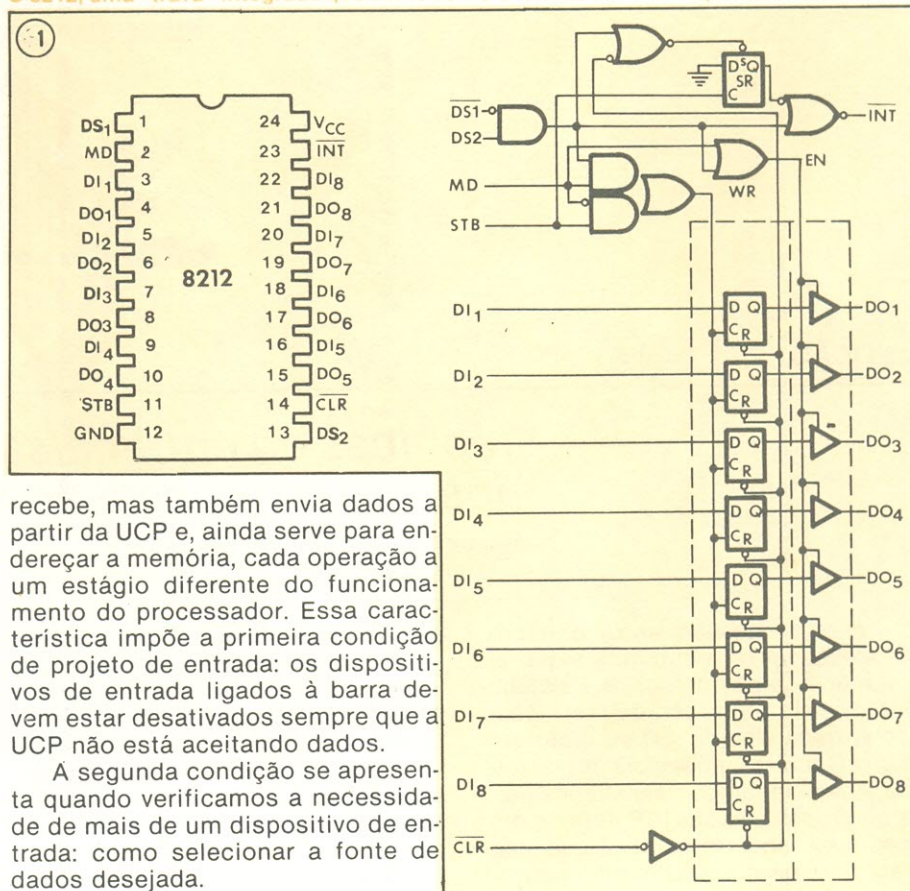 1
DS1 1 24 VCC
MD 2 23 INT
DI1 3 22 DI8
DO1 4 21 DO8
DI2 5 20 DI7
DO2 6 19 DO7
8212
DI3 7 18 DI6
DO3 8 17 DO6
DI4 9 16 DI5
DO4 10 15 DO5
STB 11 14 CLR
GND 12 13 DS2
D S Q
SR
C
DS1
DS2
INT
MD
EN
WR
STB
DI1 D Q C R DO1
DI2 D Q C R DO2
DI3 D Q C R DO3
DI4 D Q C R DO4
DI5 D Q C R DO5
DI6 D Q C R DO6
DI7 D Q C R DO7
DI8 D Q C R DO8
CLR
recebe, mas também envia dados a
partir da UCP e, ainda serve para en-
dereçar a memória, cada operação a
um estágio diferente do funciona-
mento do processador. Essa carac-
terística impõe a primeira condição
de projeto de entrada: os dispositi-
vos de entrada ligados à barra de-
vem estar desativados sempre que a
UCP não está aceitando dados.
A segunda condição se apresen-
ta quando verificamos a necessida-
de de mais de um dispositivo de en-
trada: como selecionar a fonte de
dados desejada.